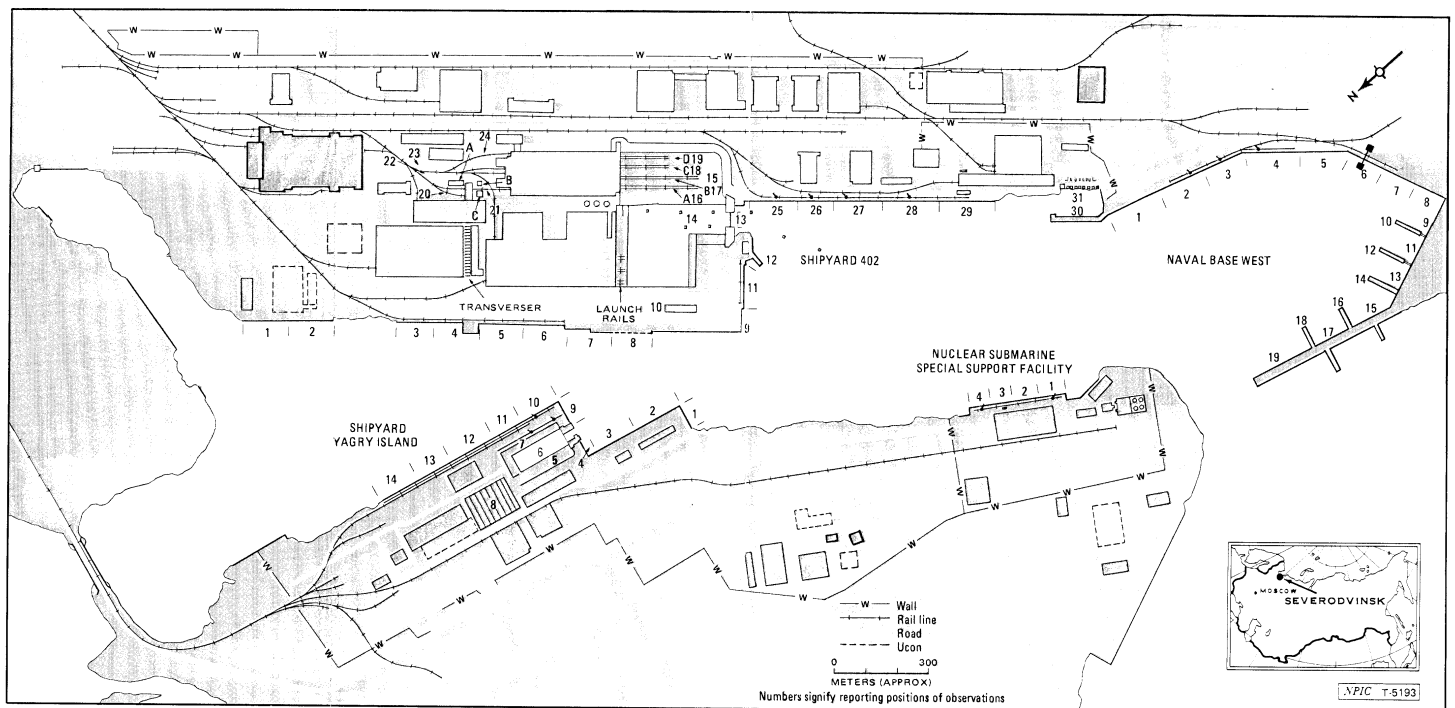 W W
W W W W W W
N
24
A
23
22
D19
C18
15
B
B17
A16
20
21
C
W W W W
4
5
3
6
2
7
31
8
30
1
25 26 27 28 29
14
13
10
9
12
11
12
SHIPYARD 402
NAVAL BASE WEST
14
13
11
TRANSVERSER
LAUNCH
RAILS
10
16
15
1 2 3 4 5 6 7 8
9
18
17
19
NUCLEAR SUBMARINE
SPECIAL SUPPORT FACILITY
4 3 2 1
W
SHIPYARD
YAGRY ISLAND
10
11
9
2
1
12
7
3
13
6
4
14
5
8
W W W
W W W
W W W W
W W W W
W Wall
Rail line
Road
Ucon
0 300
METERS (APPROX)
Numbers signify reporting positions of observations
MOSCOW
SEVERODVINSK
NPIC T-5193